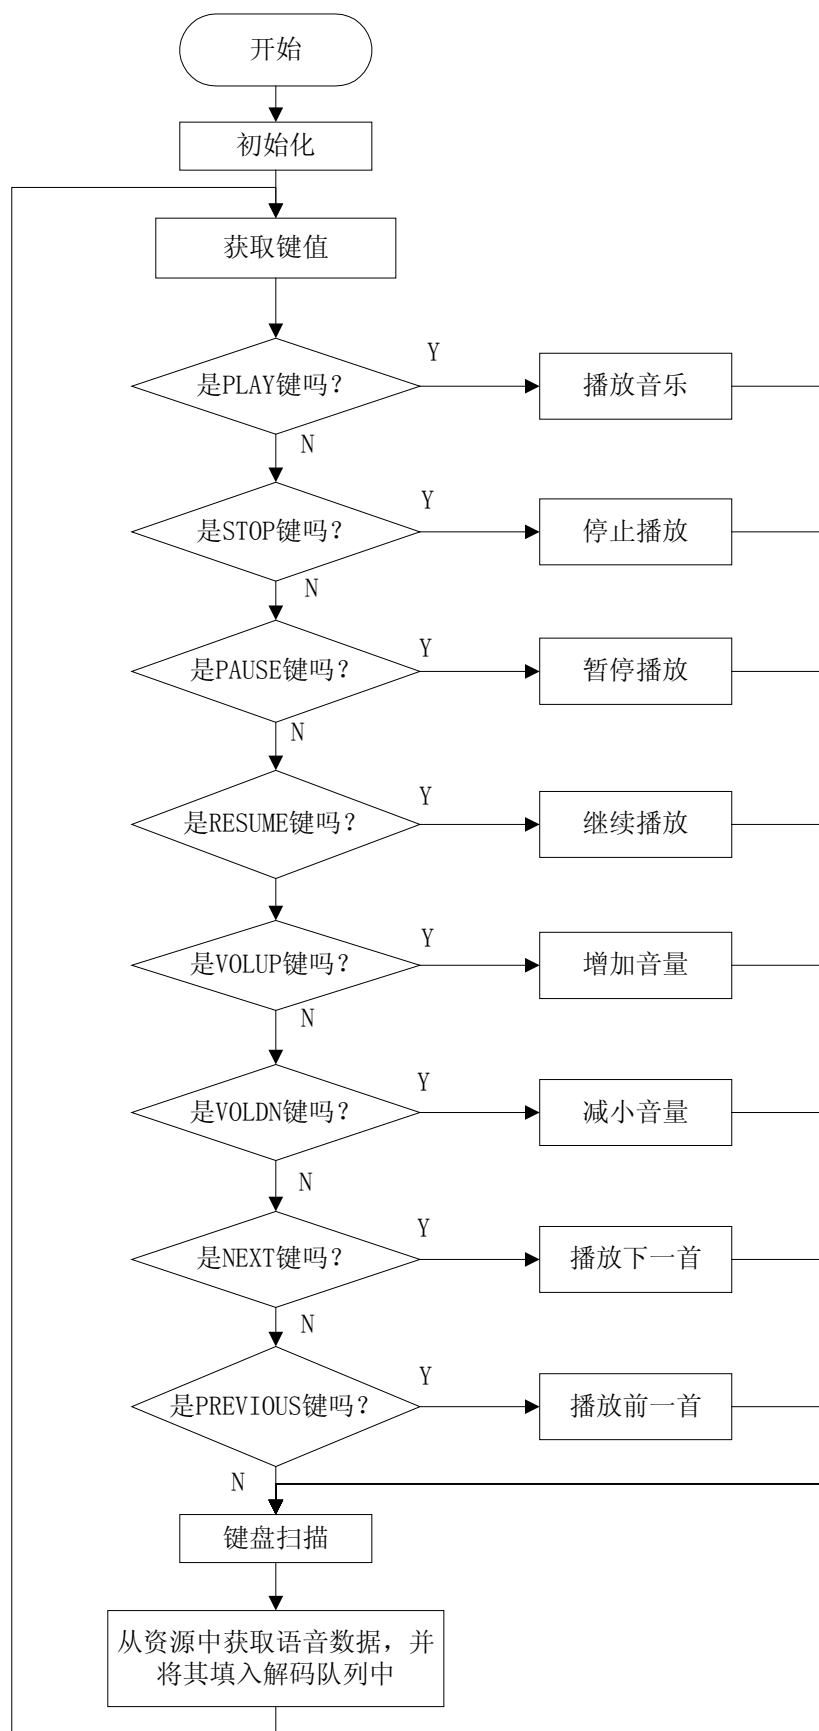 开始
初始化
获取键值
是PLAY键吗？
Y
播放音乐
N
是STOP键吗？
Y
停止播放
N
是PAUSE键吗？
Y
暂停播放
N
是RESUME键吗？
Y
继续播放
是VOLUP键吗？
Y
增加音量
N
是VOLDN键吗？
Y
减小音量
N
是NEXT键吗？
Y
播放下一首
N
是PREVIOUS键吗？
Y
播放前一首
N
键盘扫描
从资源中获取语音数据，并
将其填入解码队列中